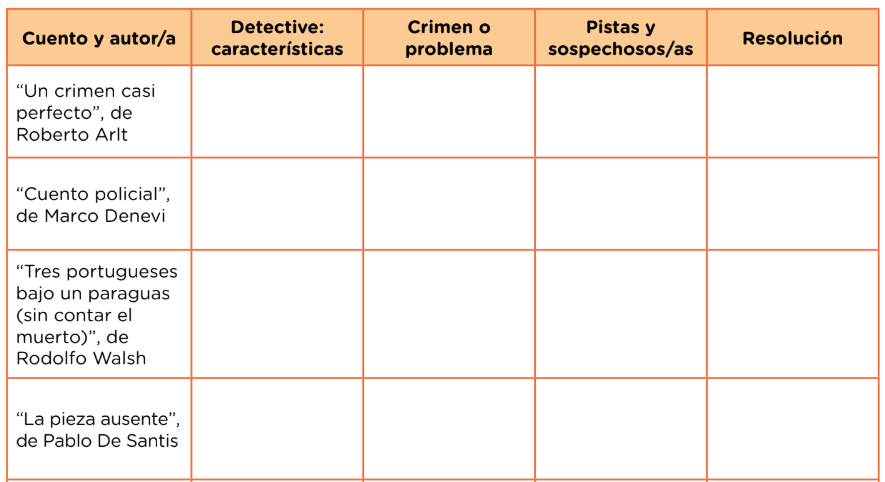 Cuento y autor/a
Detective:
características
Crimen o
problema
Pistas y
sospechosos/as
Resolución
“Un crimen casi
perfecto”, de
Roberto Arlt
“Cuento policial”,
de Marco Denevi
“Tres portugueses
bajo un paraguas
(sin contar el
muerto)”, de
Rodolfo Walsh
“La pieza ausente”,
de Pablo De Santis